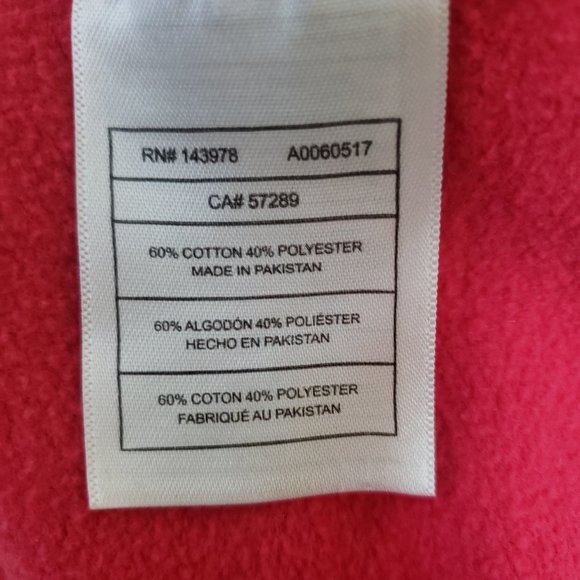 RN# 143978 A0060517
CA# 57289
60% COTTON 40% POLYESTER
MADE IN PAKISTAN
60% ALGODÓN 40% POLIÉSTER
HECHO EN PAKISTAN
60% COTON 40% POLYESTER
FABRIQUÉ AU PAKISTAN